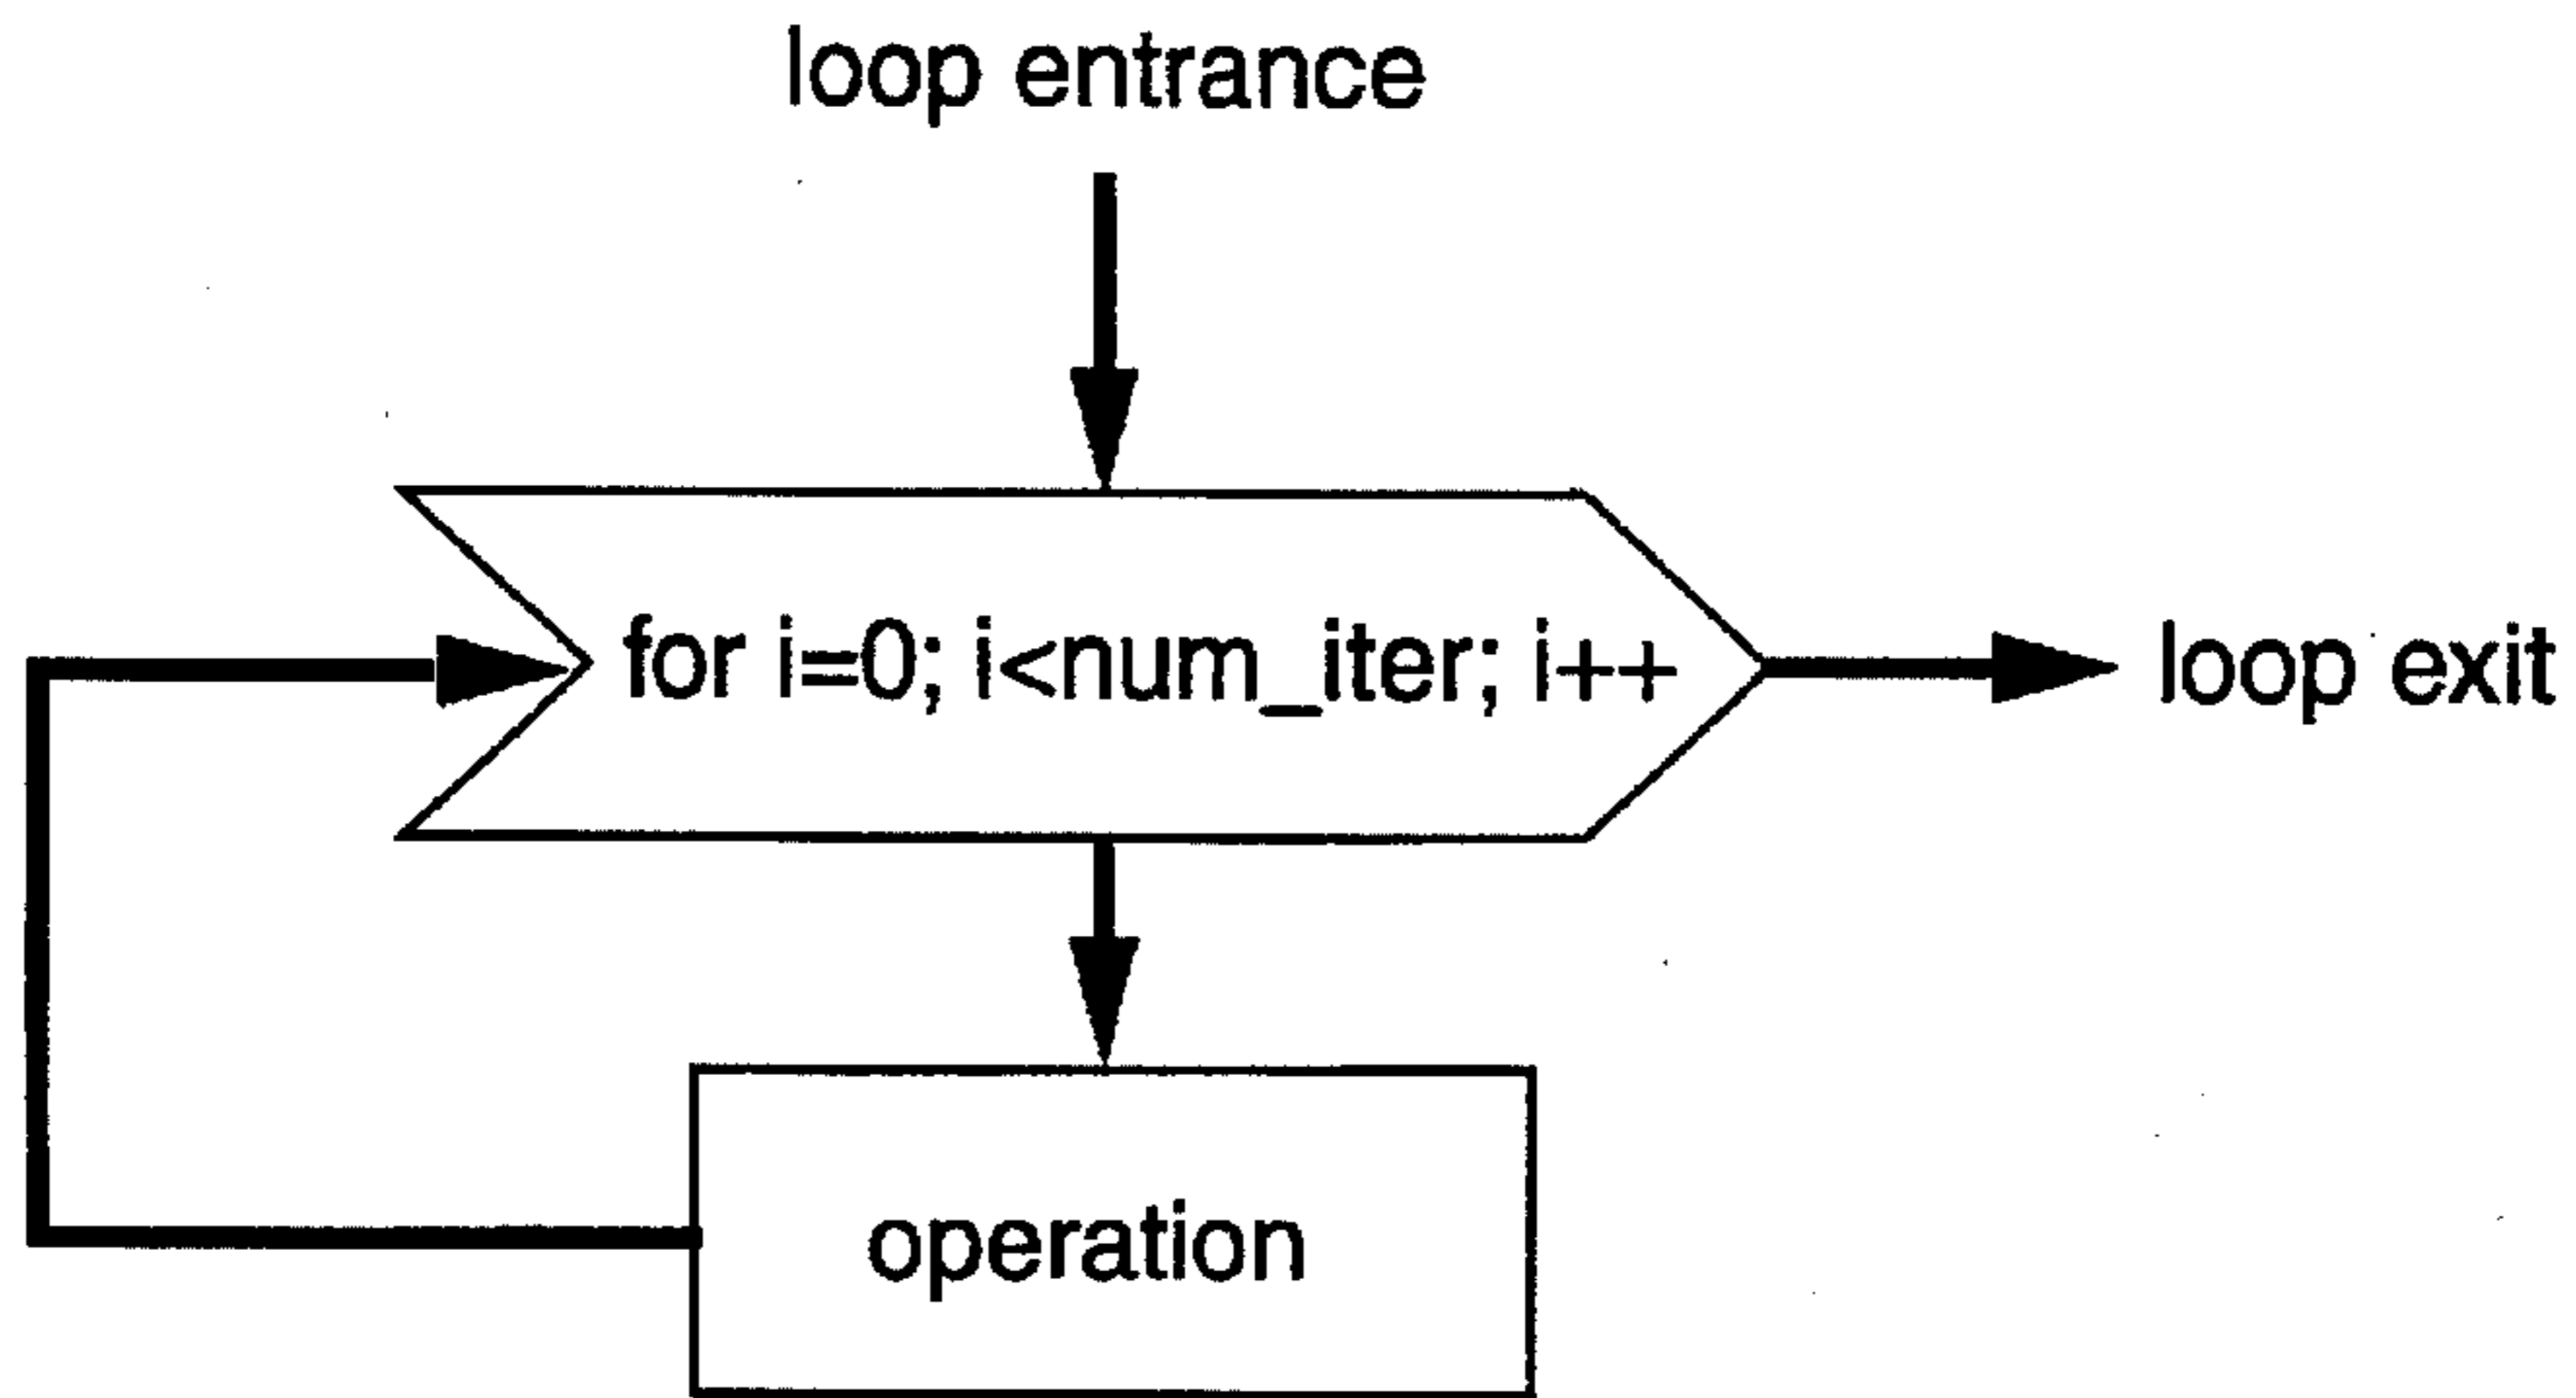 loop entrance
for i=0; i<num_iter; i++
loop exit
operation